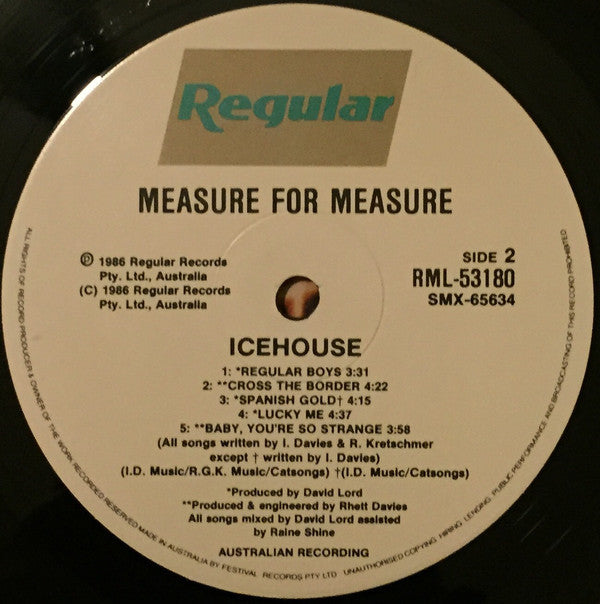 Regular
MEASURE FOR MEASURE
℗ 1986 Regular Records
Pty. Ltd., Australia
(C) 1986 Regular Records
Pty. Ltd., Australia
SIDE 2
RML-53180
SMX-65634
ICEHOUSE
1: *REGULAR BOYS 3:31
2: **CROSS THE BORDER 4:22
3: *SPANISH GOLD† 4:15
4: *LUCKY ME 4:37
5: **BABY, YOU'RE SO STRANGE 3:58
(All songs written by I. Davies & R. Kretschmer
except † written by I. Davies)
(I.D. Music/R.G.K. Music/Catsongs) †(I.D. Music/Catsongs)
*Produced by David Lord
**Produced & engineered by Rhett Davies
All songs mixed by David Lord assisted
by Raine Shine
AUSTRALIAN RECORDING
ALL RIGHTS OF RECORD PRODUCER & OWNER OF THE WORK RECORDED RESERVED MADE IN AUSTRALIA BY FESTIVAL RECORDS PTY LTD UNAUTHORISED COPYING HIRING LENDING PUBLIC PERFORMANCE AND BROADCASTING OF THIS RECORD PROHIBITED